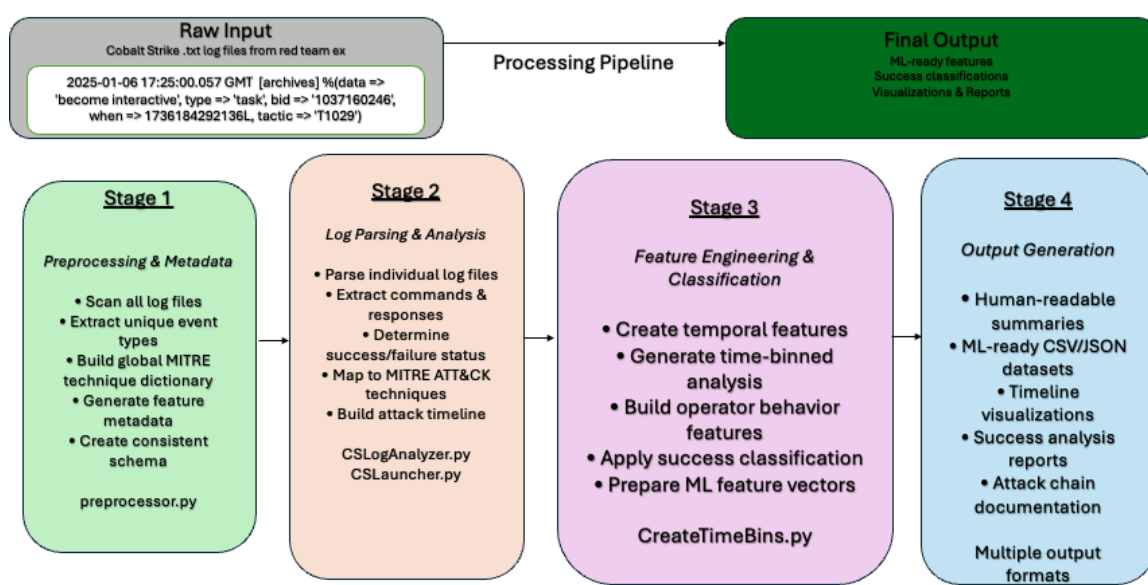 Raw Input
Cobalt Strike .txt log files from red team ex
2025-01-06 17:25:00.057 GMT [archives] %(data =>
'become interactive', type => 'task', bid => '1037160246',
when => 1736184292136L, tactic => 'T1029')
Processing Pipeline
Final Output
ML-ready features
Success classifications
Visualizations & Reports
Stage 1
Preprocessing & Metadata
• Scan all log files
• Extract unique event
types
• Build global MITRE
technique dictionary
• Generate feature
metadata
• Create consistent
schema
preprocessor.py
Stage 2
Log Parsing & Analysis
• Parse individual log files
• Extract commands &
responses
• Determine
success/failure status
• Map to MITRE ATT&CK
techniques
• Build attack timeline
CSLogAnalyzer.py
CSLauncher.py
Stage 3
Feature Engineering &
Classification
• Create temporal features
• Generate time-binned
analysis
• Build operator behavior
features
• Apply success classification
• Prepare ML feature vectors
CreateTimeBins.py
Stage 4
Output Generation
• Human-readable
summaries
• ML-ready CSV/JSON
datasets
• Timeline
visualizations
• Success analysis
reports
• Attack chain
documentation
Multiple output
formats